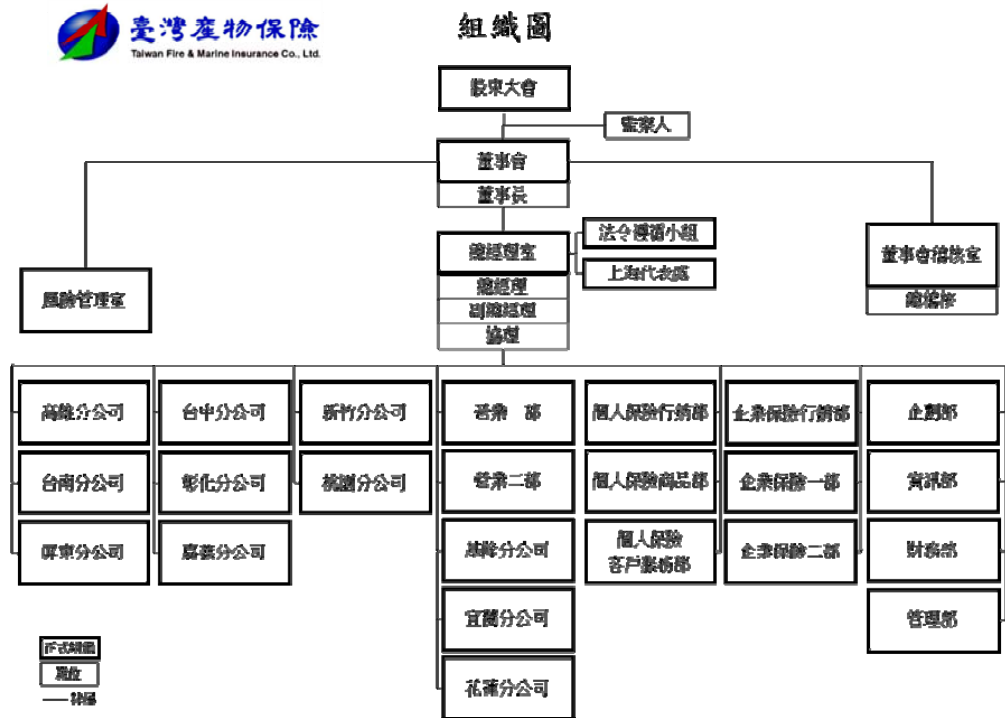 臺灣產物保險
Taiwan Fire & Marine Insurance Co., Ltd.
組織圖
股東大會
監察人
董事會
董事長
總經理室
法令遵循小組
上海代表處
總經理
副總經理
協理
風險管理室
董事會稽核室
總稽核
高雄分公司
台中分公司
新竹分公司
營業 部
個人保險行銷部
企業保險行銷部
企劃部
台南分公司
彰化分公司
桃園分公司
營業二部
個人保險商品部
企業保險一部
資訊部
屏東分公司
嘉義分公司
基隆分公司
個人保險
客戶服務部
企業保險二部
財務部
宜蘭分公司
管理部
花蓮分公司
正式組織
職位